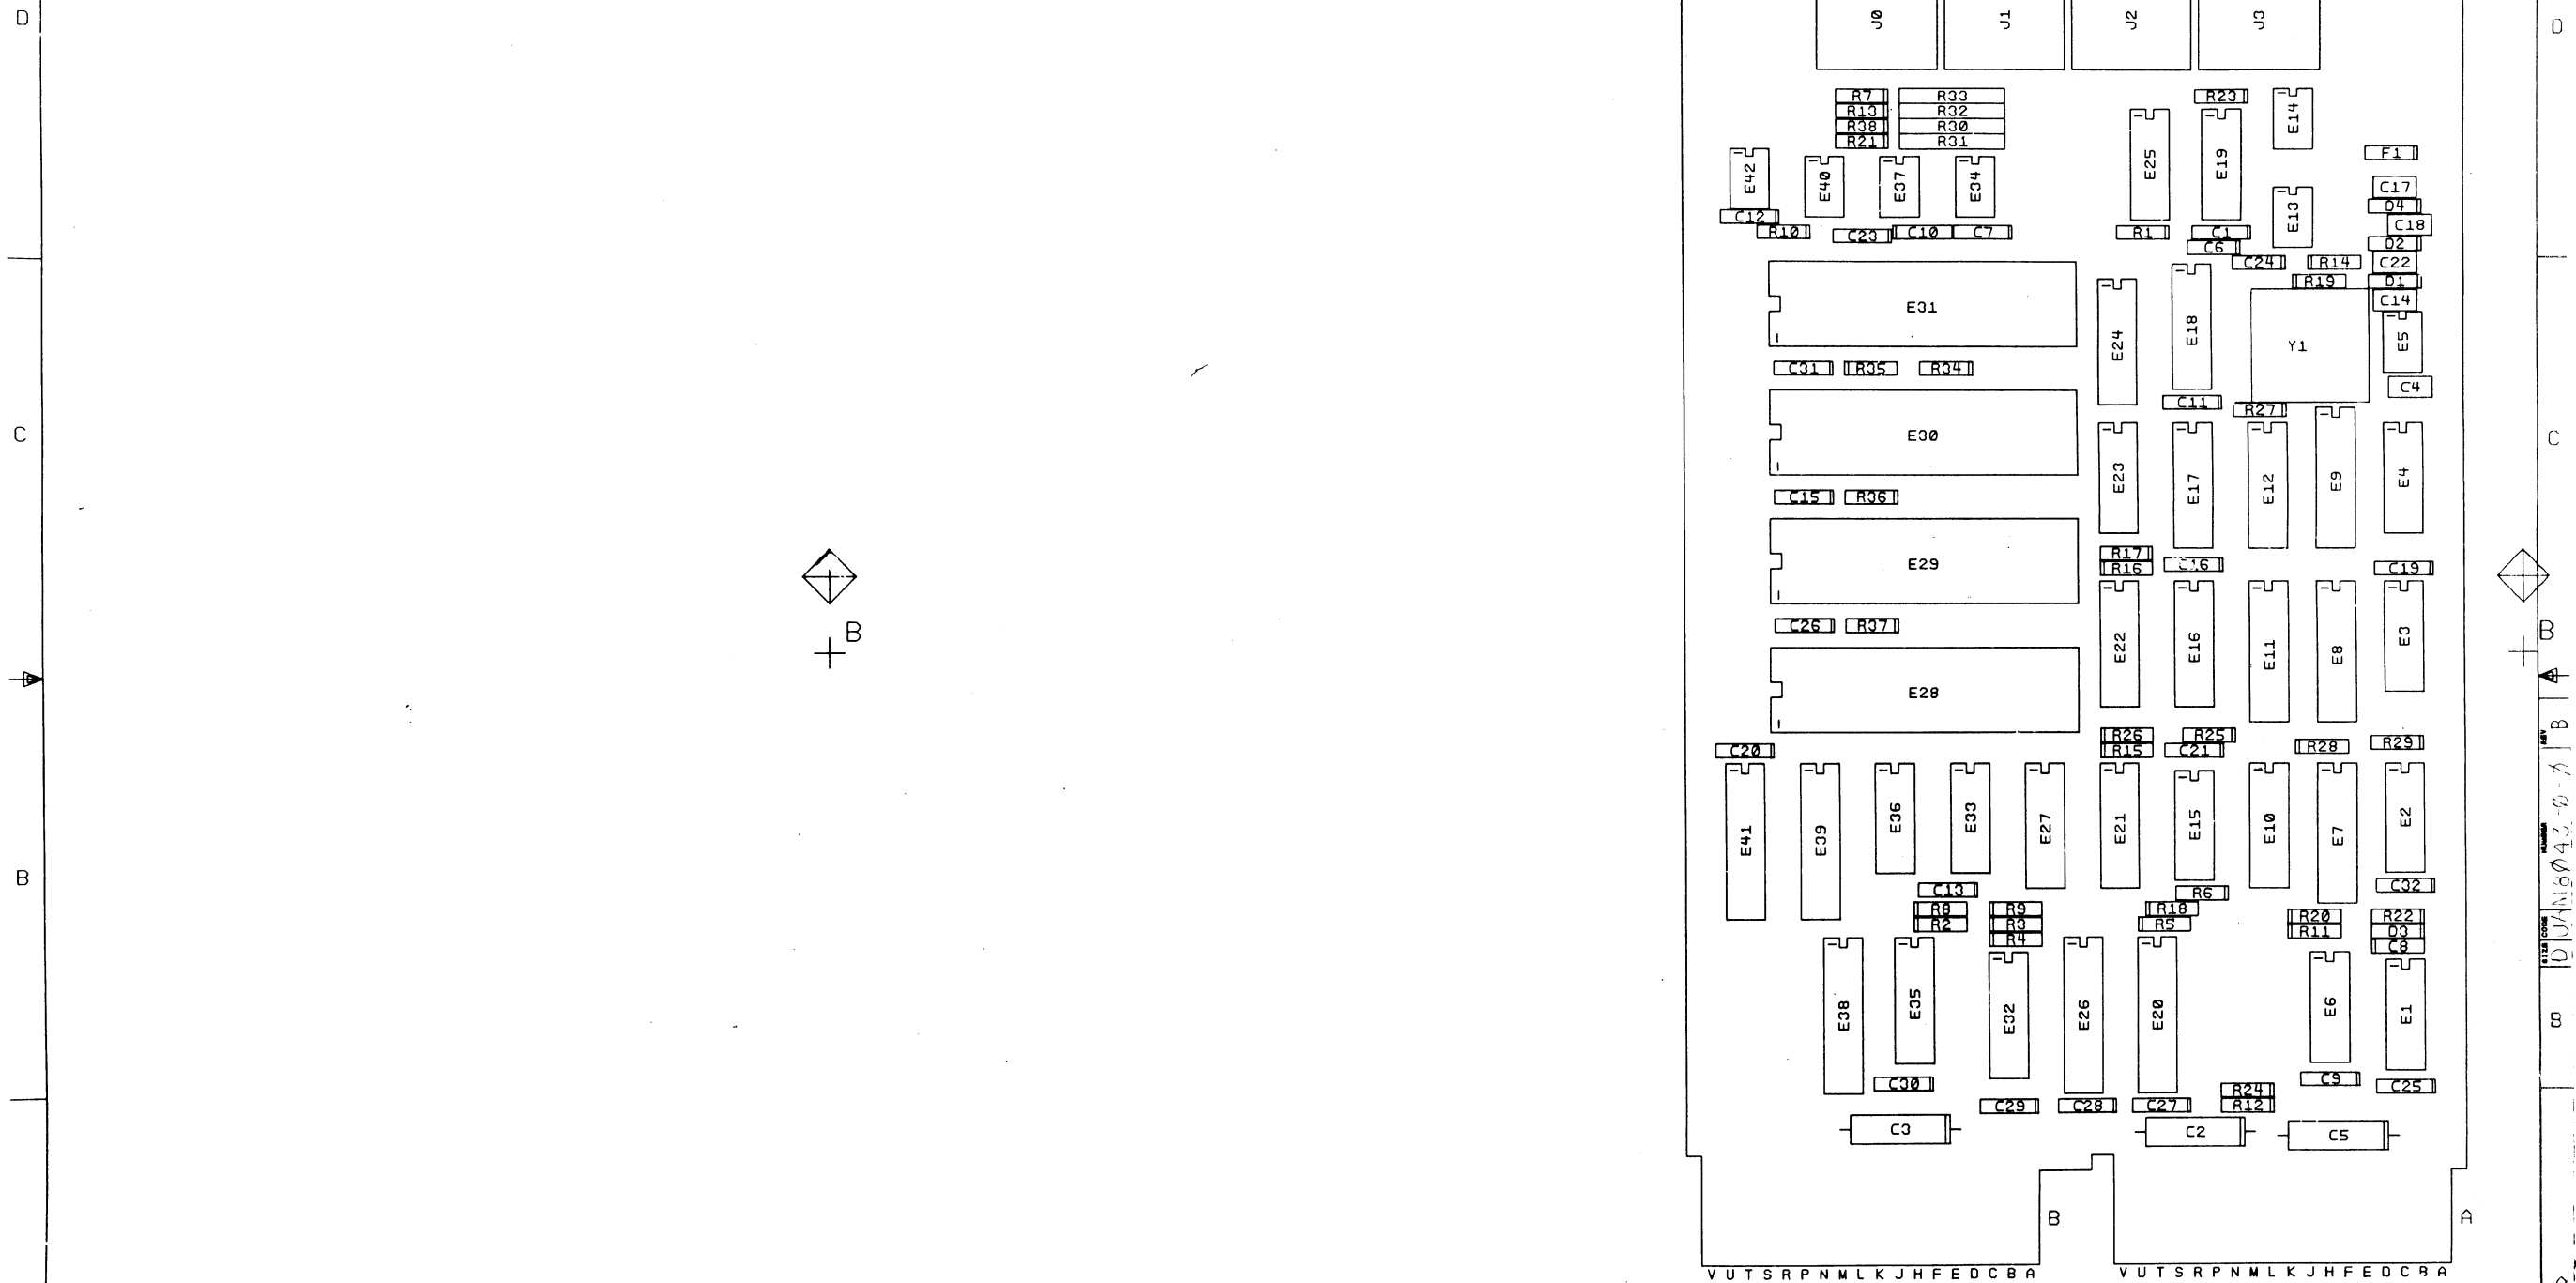 D
J0 J1 J2 J3
D
R7 R33 R23
R13 R32 E14
R38 R30
R21 R31
F1
E42 E40 E37 E34 E25 E19
C17
D4
C12 E13 C18
R10 C23 C10 C7 R1 C1
C6 D2
C24 R14 C22
R19 D1
C14
E31
E24 E18 Y1 E5
C31 R35 R34
C4
C11 R27
C
E30
C
E23 E17 E12 E9 E4
C15 R36
R17
E29
R16 C16 C19
C26 R37
B
E22 E16 E11 E8 E3
B
E28
R26 R25
C20 R15 C21 R28 R29
REV
B
E41 E39 E36 E33 E27 E21 E15 E10 E7 E2
NUMBER
B
C13 R6 C32
R8 R9 R18 R20 R22
R2 R3 R5 R11 D3
R4 C8
SIZE CODE
D
E38 E35 E32 E26 E20 E6 E1
B
C30 C9 C25
R24
C29 C28 C27 R12
C3 C2 C5
B A
V U T S R P N M L K J H F E D C B A V U T S R P N M L K J H F E D C B A